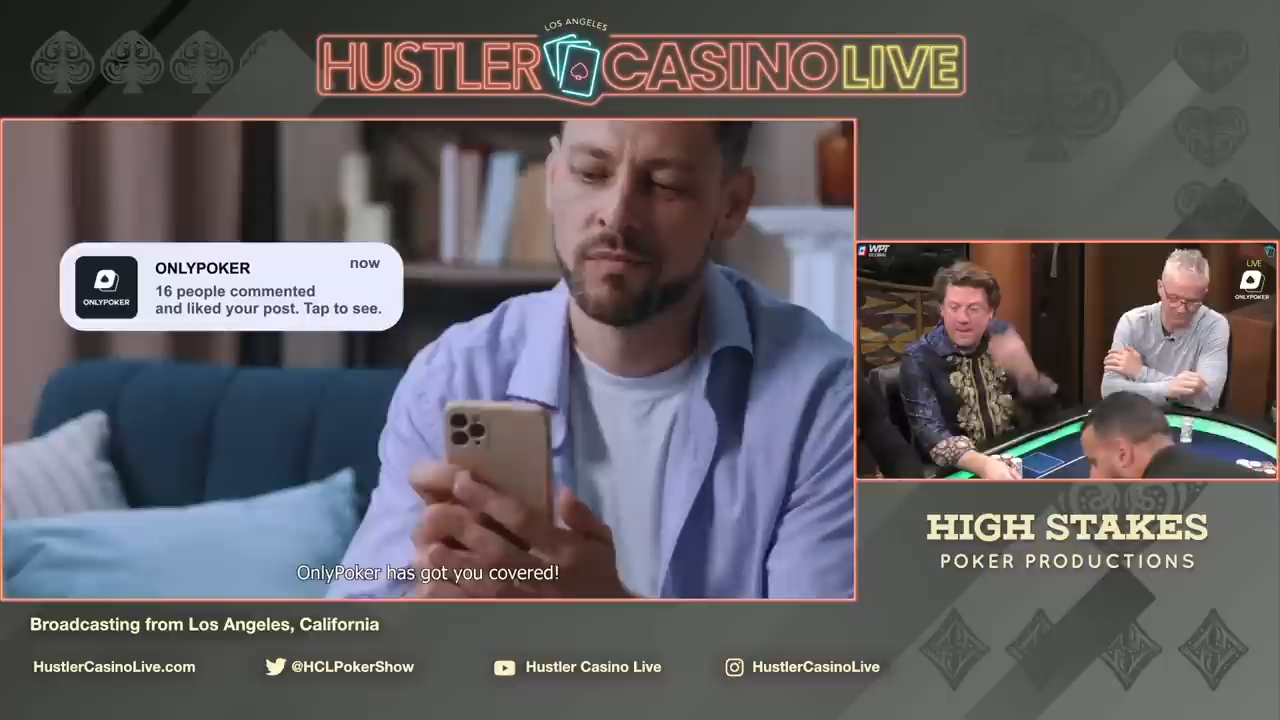 LOS ANGELES
HUSTLER CASINO LIVE
ONLYPOKER
now
ONLYPOKER
16 people commented
and liked your post. Tap to see.
OnlyPoker has got you covered!
WPT
GLOBAL
LIVE
ONLYPOKER
HIGH STAKES
POKER PRODUCTIONS
Broadcasting from Los Angeles, California
HustlerCasinoLive.com
@HCLPokerShow
Hustler Casino Live
HustlerCasinoLive